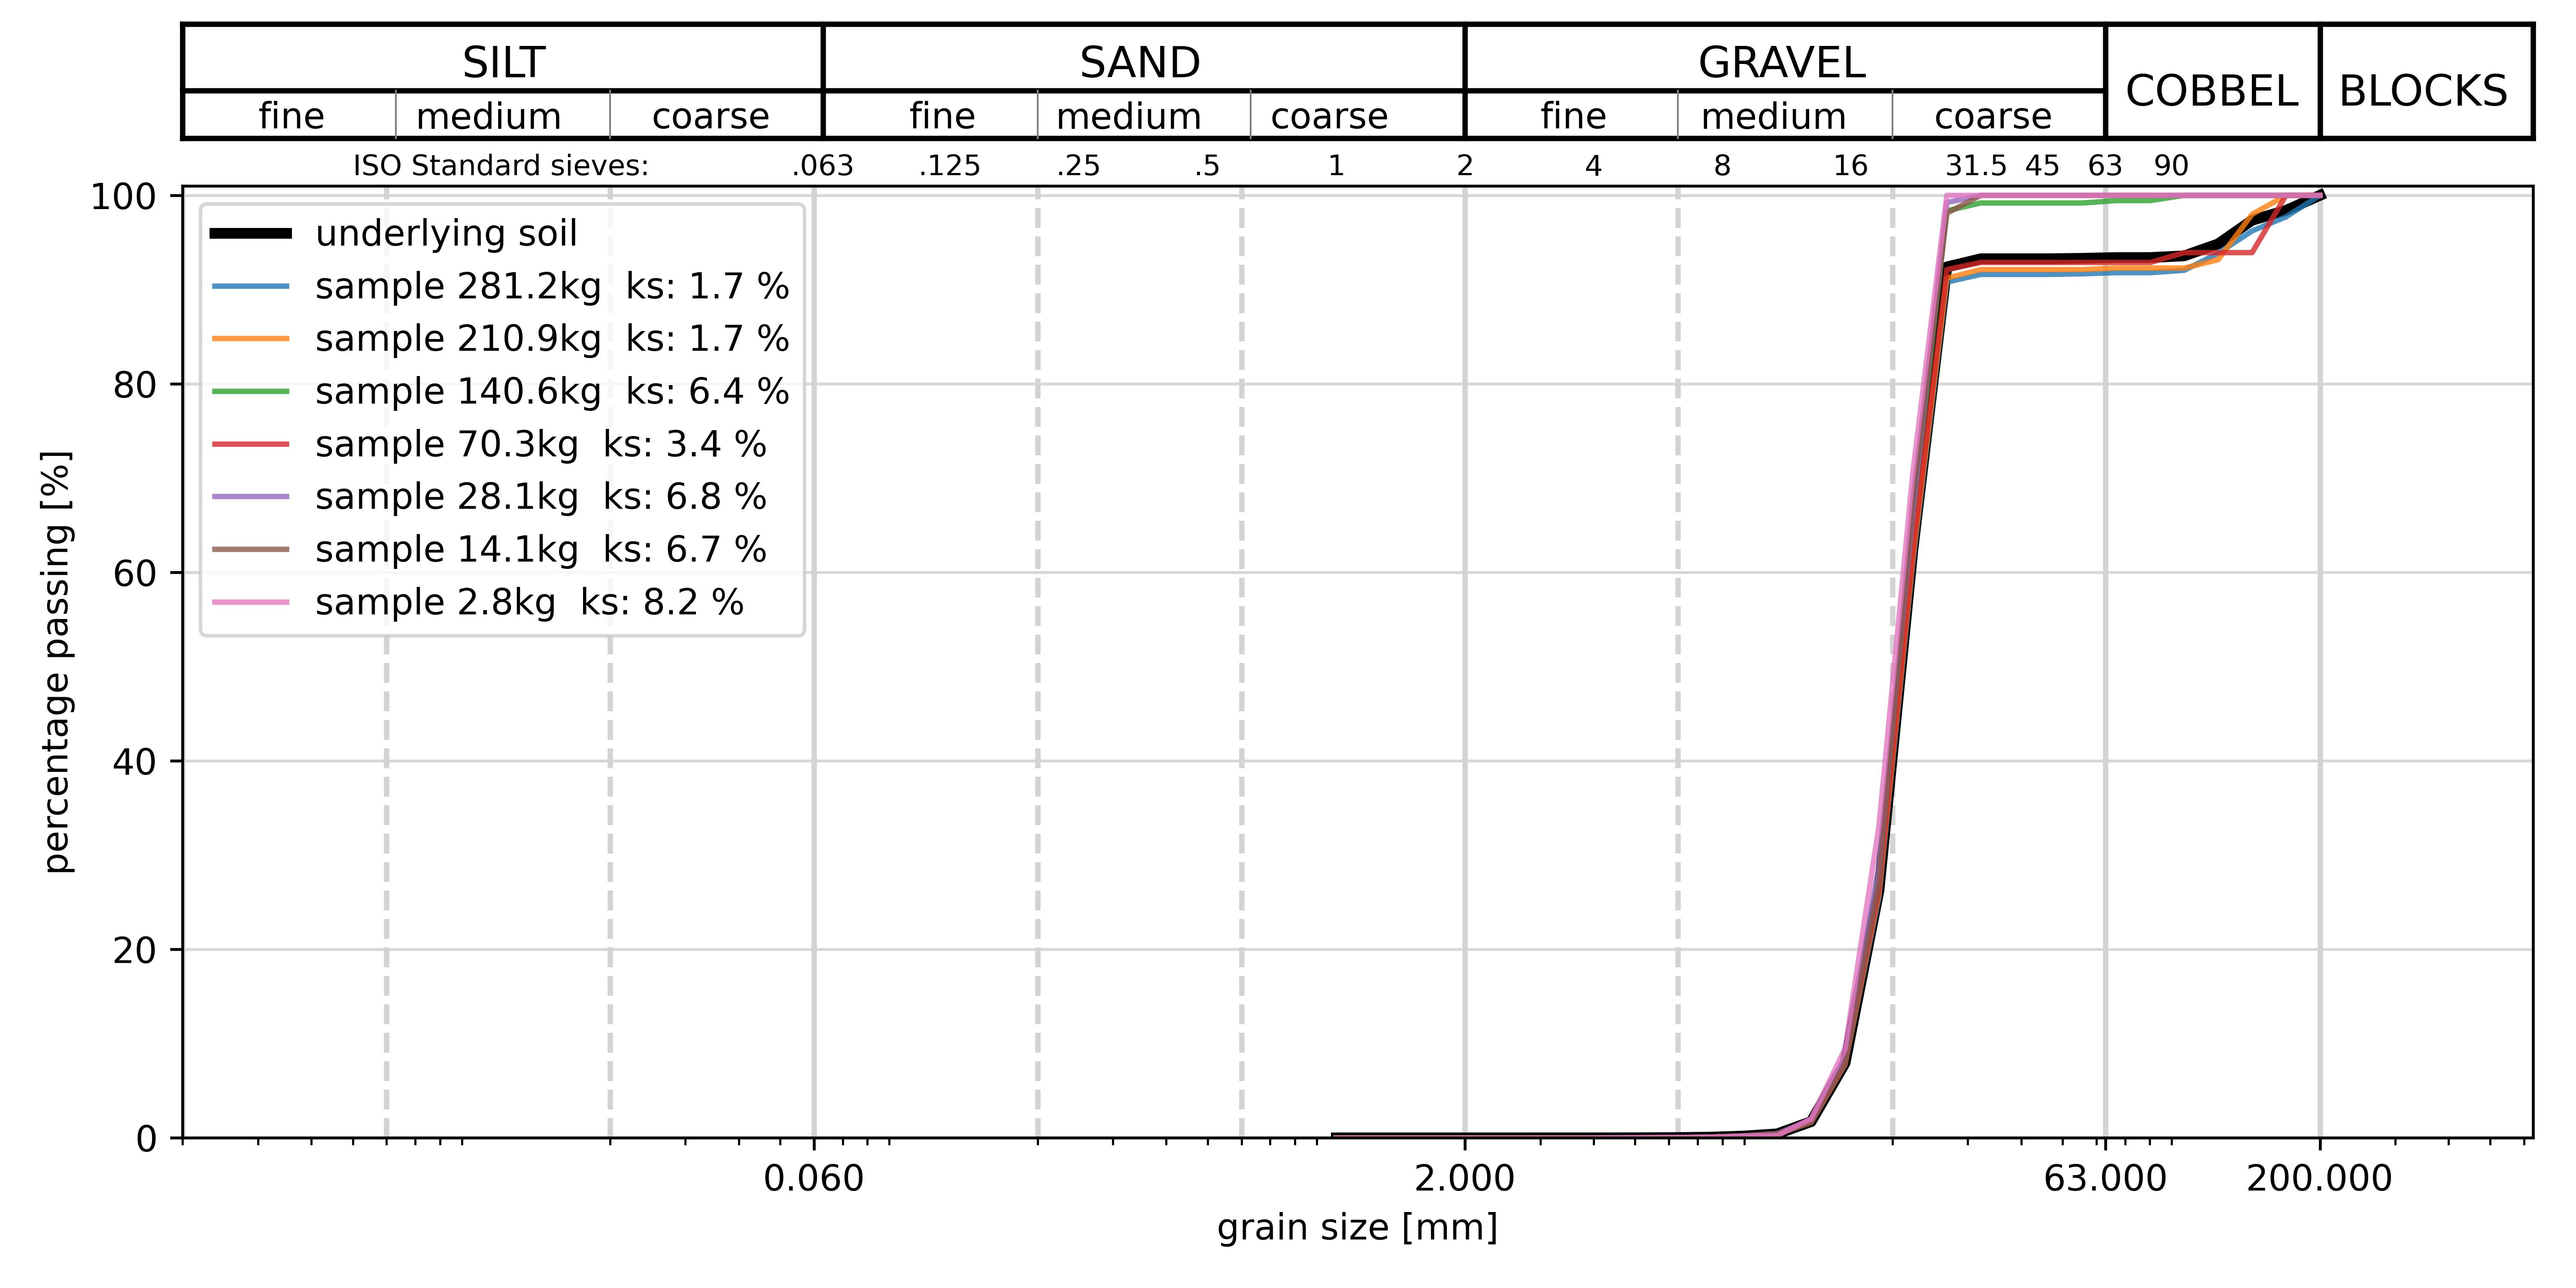 SILT SAND GRAVEL COBBEL BLOCKS
fine medium coarse fine medium coarse fine medium coarse
ISO Standard sieves: .063 .125 .25 .5 1 2 4 8 16 31.5 45 63 90
100
80
60
40
20
0
percentage passing [%]
underlying soil
sample 281.2kg ks: 1.7 %
sample 210.9kg ks: 1.7 %
sample 140.6kg ks: 6.4 %
sample 70.3kg ks: 3.4 %
sample 28.1kg ks: 6.8 %
sample 14.1kg ks: 6.7 %
sample 2.8kg ks: 8.2 %
0.060 2.000 63.000 200.000
grain size [mm]